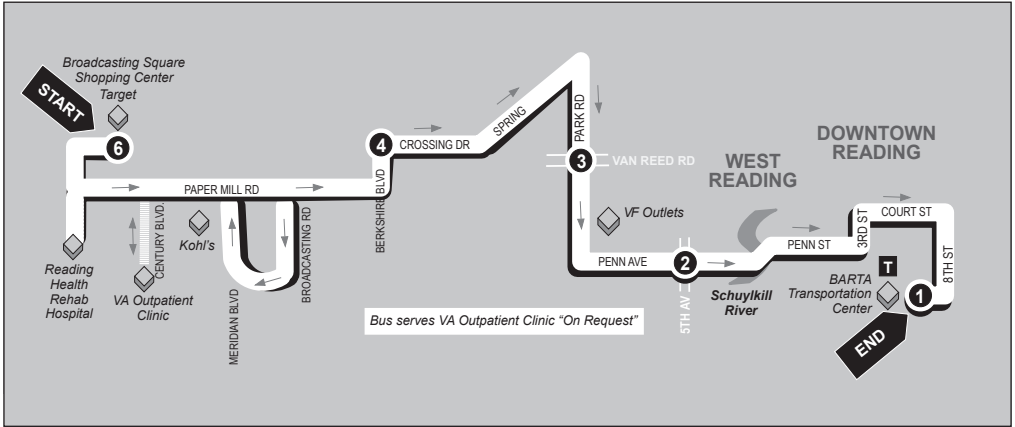 Broadcasting Square
Shopping Center
Target
START
6
4
CROSSING DR
SPRING
PARK RD
3
VAN REED RD
DOWNTOWN
READING
WEST
READING
PAPER MILL RD
BERKSHIRE BLVD
COURT ST
3RD ST
8TH ST
VF Outlets
PENN ST
Kohl's
CENTURY BLVD.
BROADCASTING RD
MERIDIAN BLVD
Reading
Health
Rehab
Hospital
VA Outpatient
Clinic
PENN AVE
2
5TH AV
Schuylkill
River
T
BARTA
Transportation
Center
1
END
Bus serves VA Outpatient Clinic “On Request”